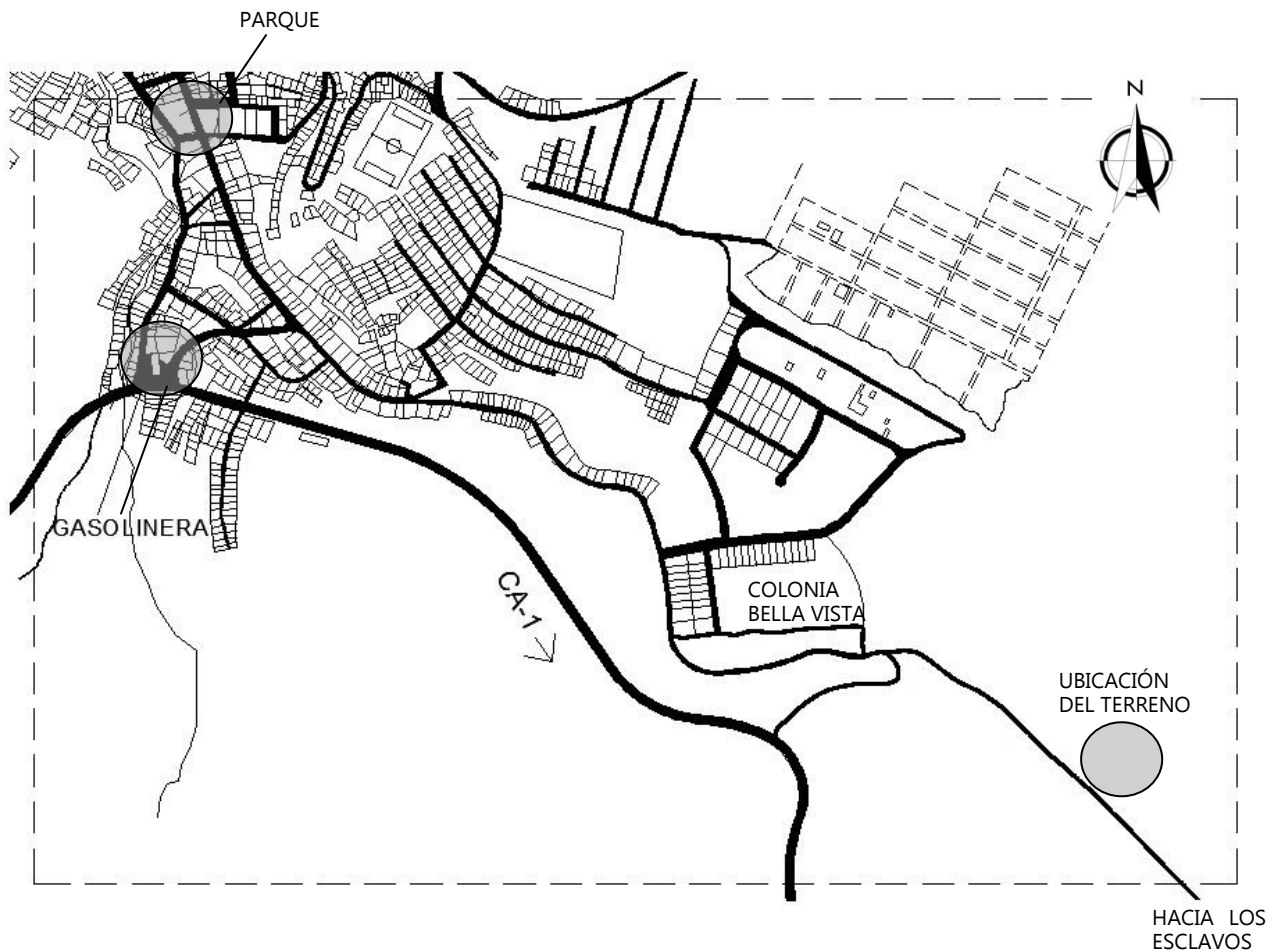 PARQUE
N
GASOLINERA
CA-1
COLONIA
BELLA VISTA
UBICACIÓN
DEL TERRENO
HACIA LOS
ESCLAVOS